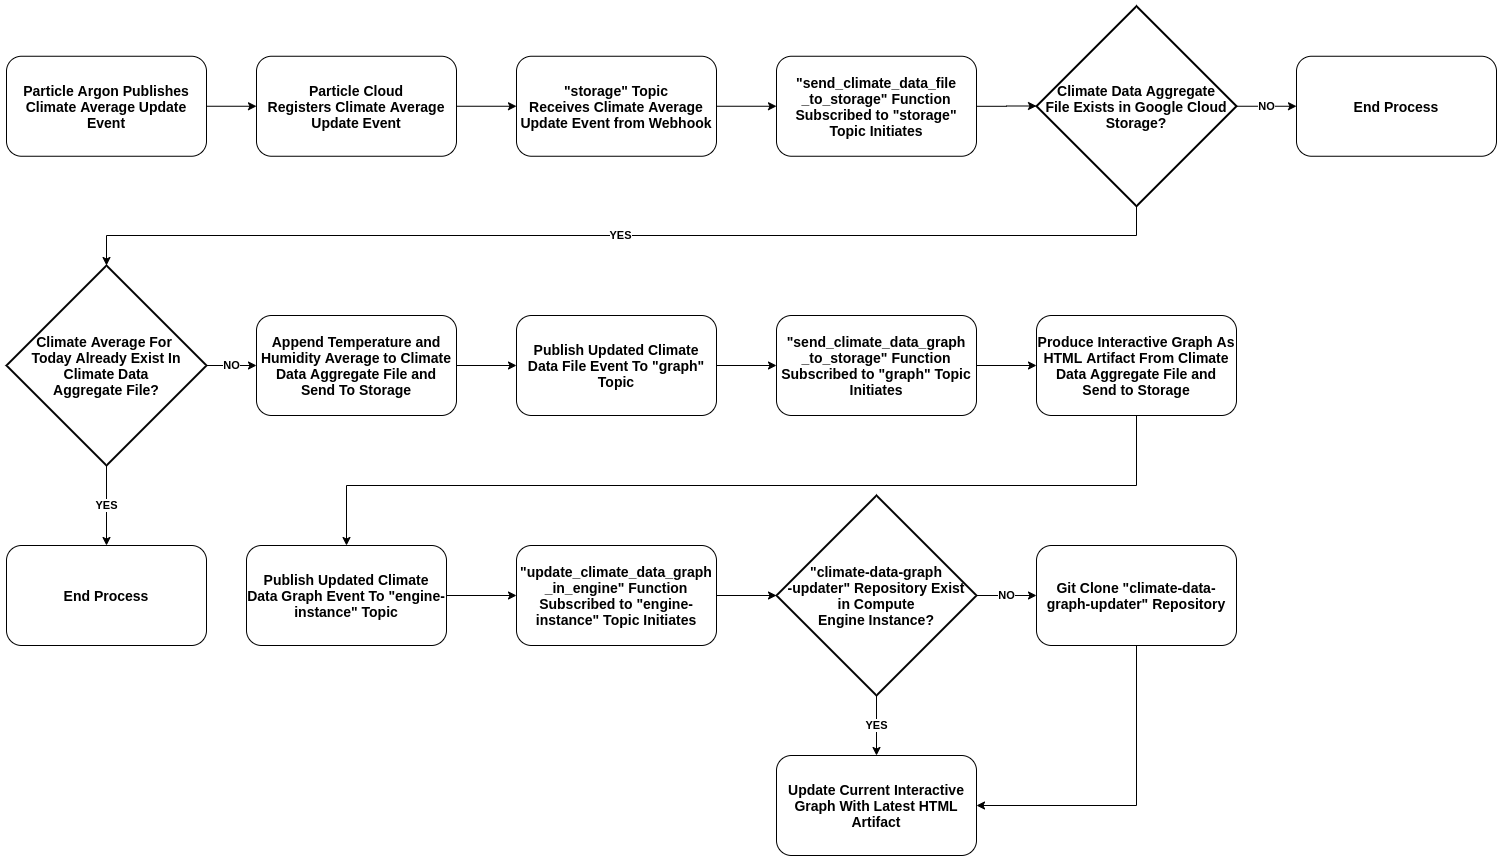 Particle Argon Publishes
Climate Average Update
Event
Particle Cloud
Registers Climate Average
Update Event
"storage" Topic
Receives Climate Average
Update Event from Webhook
"send_climate_data_file
_to_storage" Function
Subscribed to "storage"
Topic Initiates
Climate Data Aggregate
File Exists in Google Cloud
Storage?
NO
End Process
YES
Climate Average For
Today Already Exist In
Climate Data
Aggregate File?
NO
Append Temperature and
Humidity Average to Climate
Data Aggregate File and
Send To Storage
Publish Updated Climate
Data File Event To "graph"
Topic
"send_climate_data_graph
_to_storage" Function
Subscribed to "graph" Topic
Initiates
Produce Interactive Graph As
HTML Artifact From Climate
Data Aggregate File and
Send to Storage
YES
End Process
Publish Updated Climate
Data Graph Event To "engine-
instance" Topic
"update_climate_data_graph
_in_engine" Function
Subscribed to "engine-
instance" Topic Initiates
"climate-data-graph
-updater" Repository Exist
in Compute
Engine Instance?
NO
Git Clone "climate-data-
graph-updater" Repository
YES
Update Current Interactive
Graph With Latest HTML
Artifact